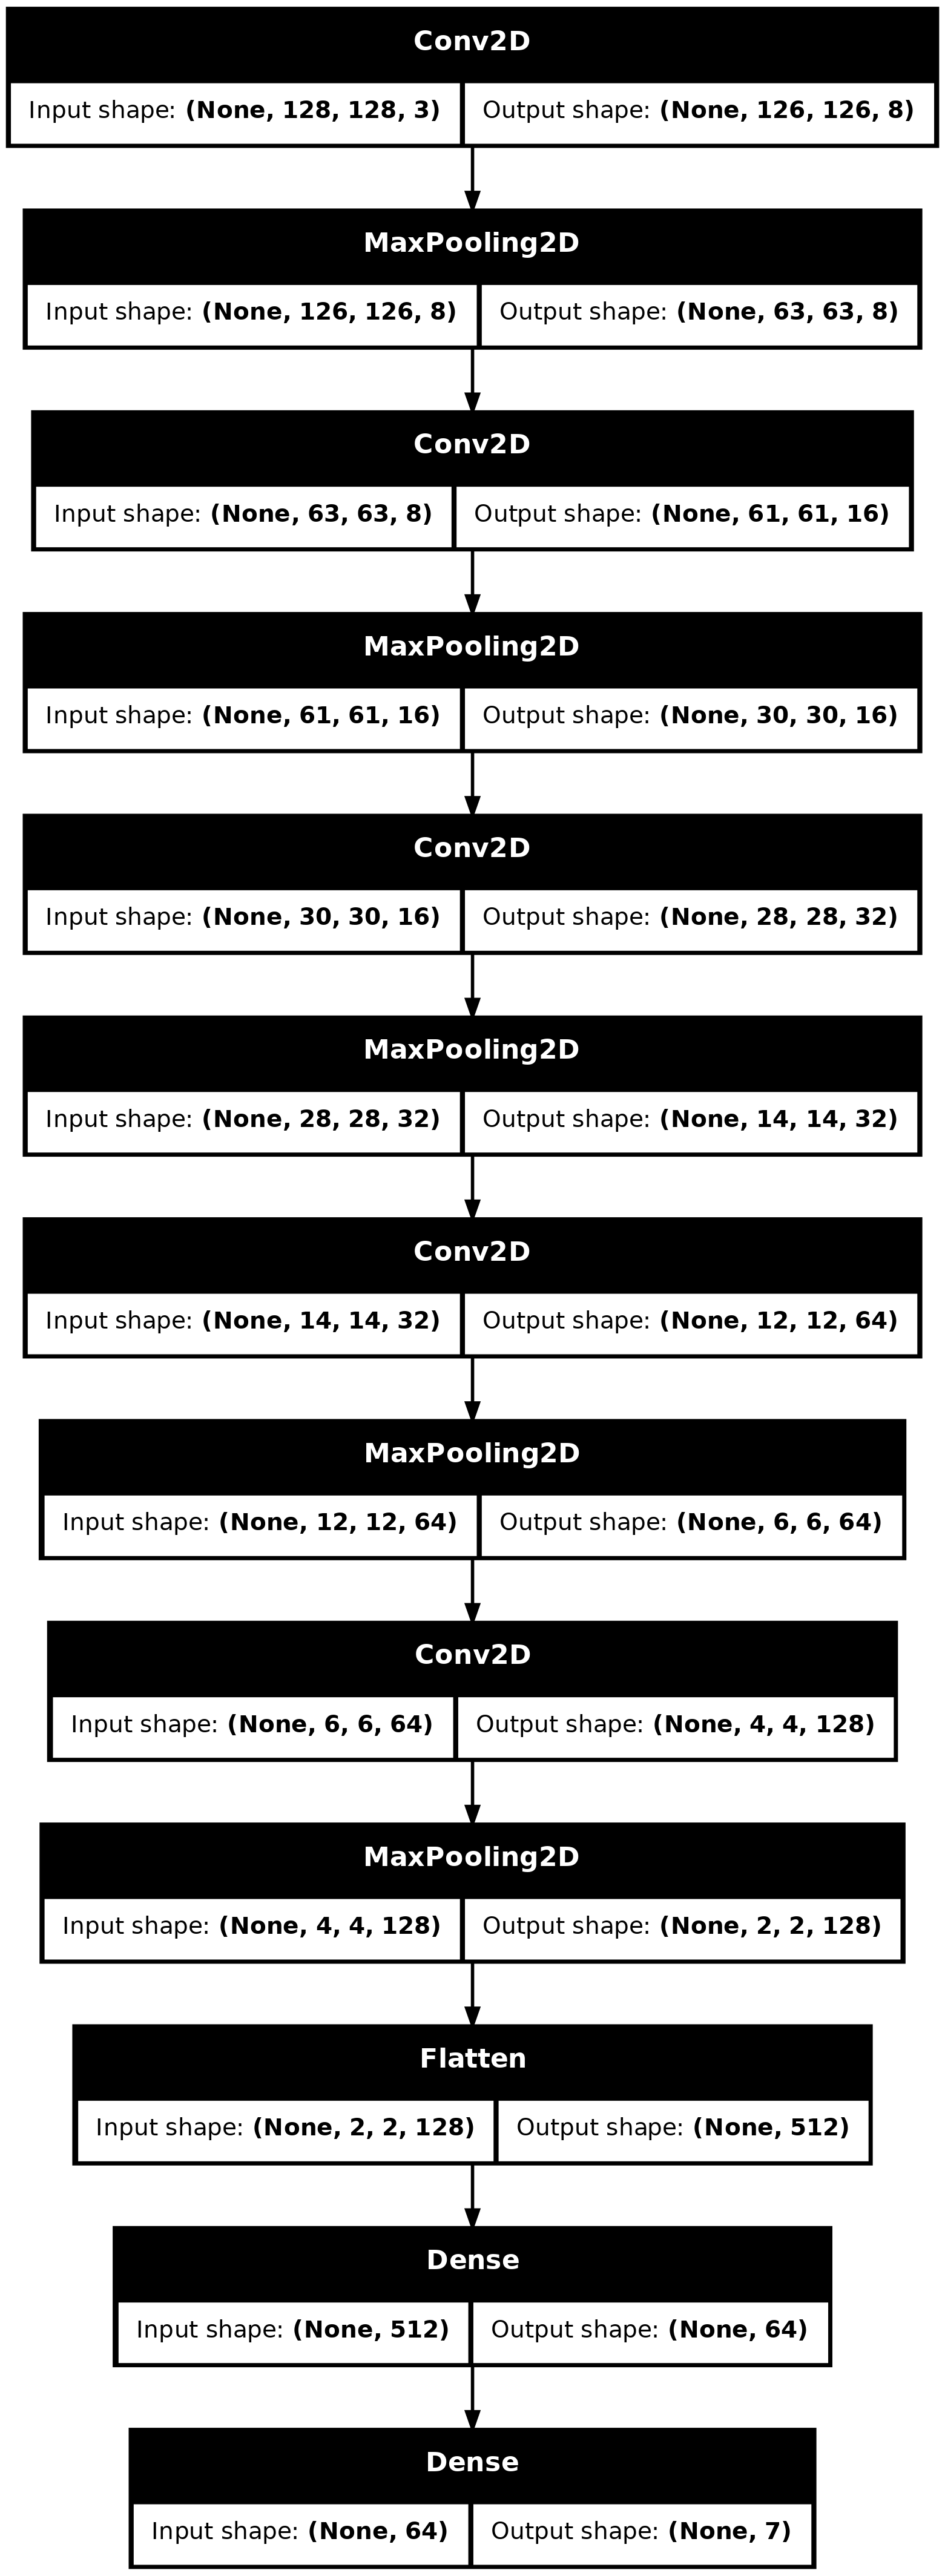 Conv2D
Input shape: (None, 128, 128, 3) Output shape: (None, 126, 126, 8)
MaxPooling2D
Input shape: (None, 126, 126, 8) Output shape: (None, 63, 63, 8)
Conv2D
Input shape: (None, 63, 63, 8) Output shape: (None, 61, 61, 16)
MaxPooling2D
Input shape: (None, 61, 61, 16) Output shape: (None, 30, 30, 16)
Conv2D
Input shape: (None, 30, 30, 16) Output shape: (None, 28, 28, 32)
MaxPooling2D
Input shape: (None, 28, 28, 32) Output shape: (None, 14, 14, 32)
Conv2D
Input shape: (None, 14, 14, 32) Output shape: (None, 12, 12, 64)
MaxPooling2D
Input shape: (None, 12, 12, 64) Output shape: (None, 6, 6, 64)
Conv2D
Input shape: (None, 6, 6, 64) Output shape: (None, 4, 4, 128)
MaxPooling2D
Input shape: (None, 4, 4, 128) Output shape: (None, 2, 2, 128)
Flatten
Input shape: (None, 2, 2, 128) Output shape: (None, 512)
Dense
Input shape: (None, 512) Output shape: (None, 64)
Dense
Input shape: (None, 64) Output shape: (None, 7)